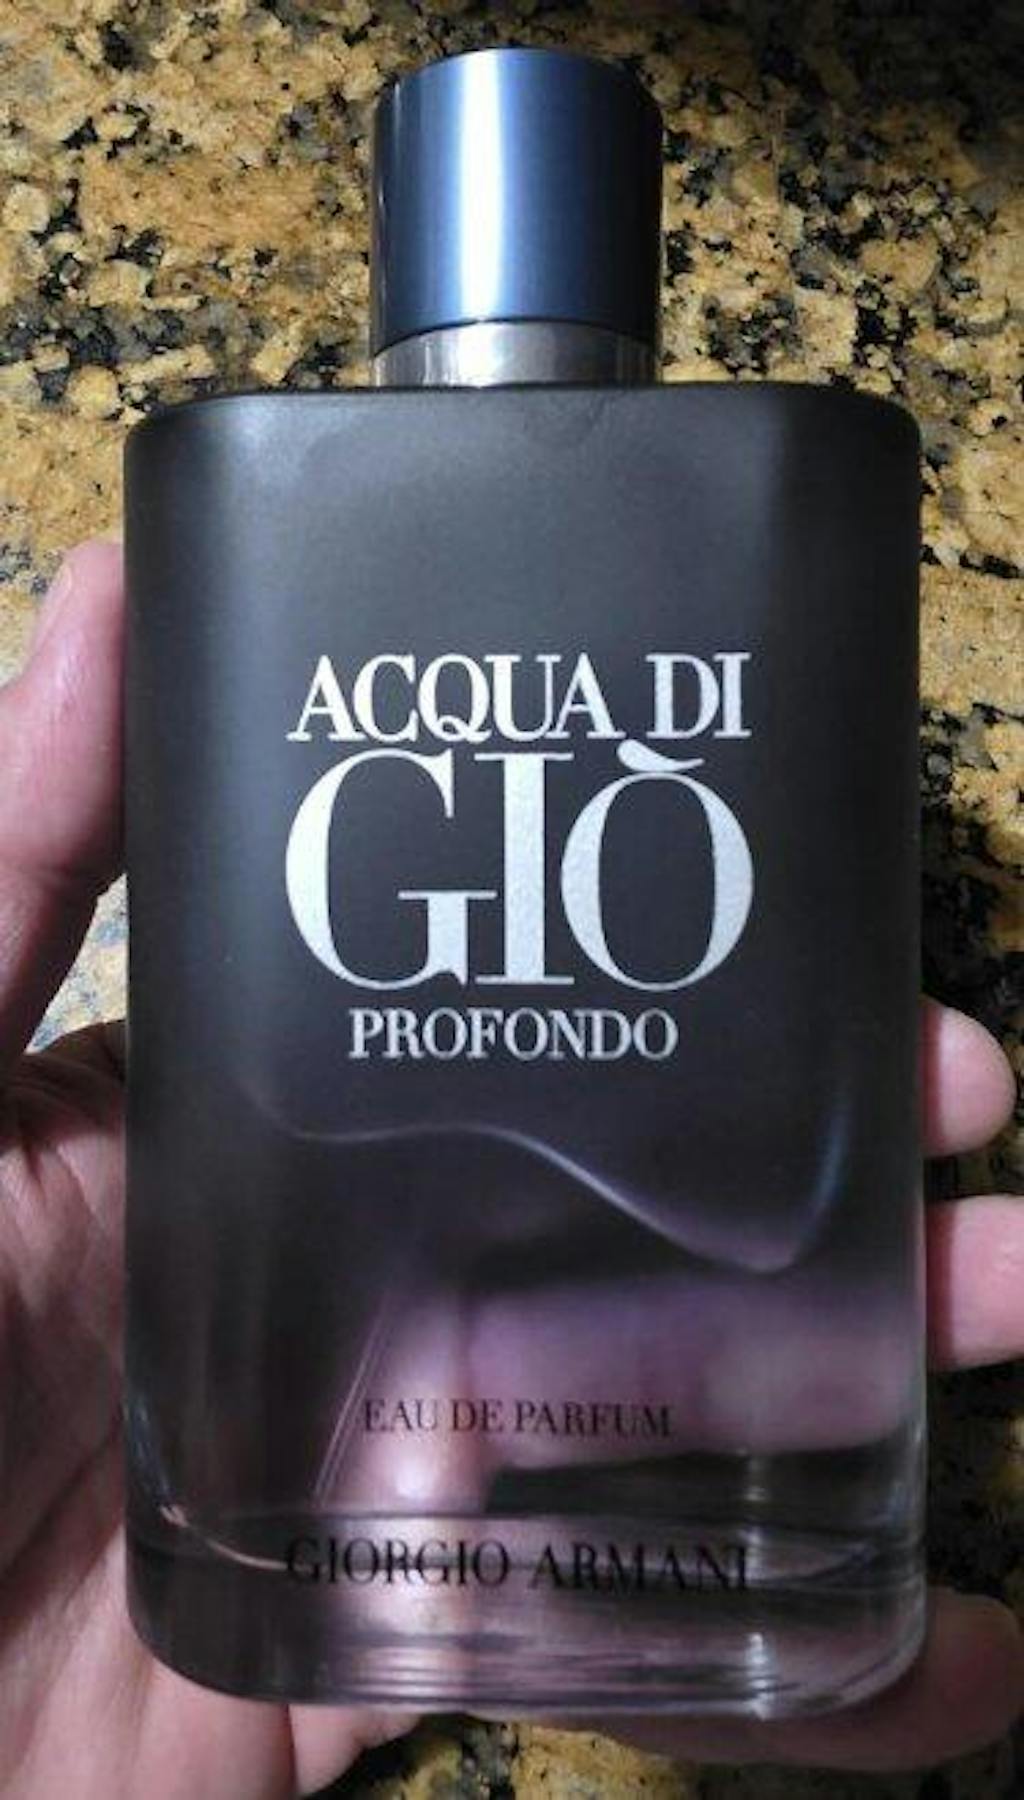 ACQUA DI
GIÒ
PROFONDO
EAU DE PARFUM
GIORGIO ARMANI